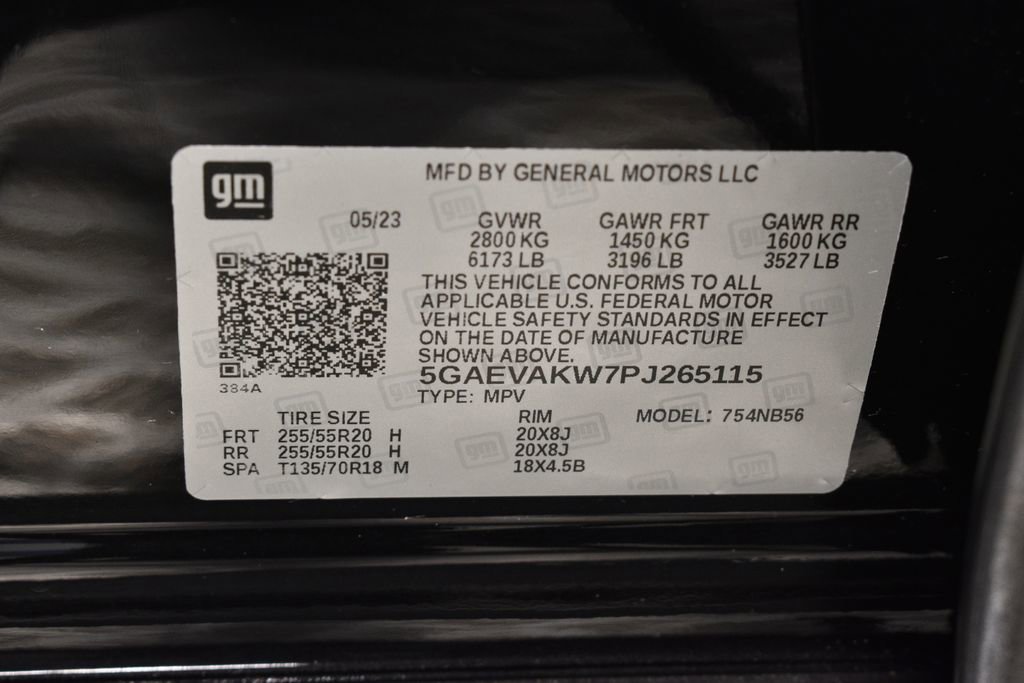 gm
MFD BY GENERAL MOTORS LLC
05/23 GVWR GAWR FRT GAWR RR
2800 KG 1450 KG 1600 KG
6173 LB 3196 LB 3527 LB
THIS VEHICLE CONFORMS TO ALL
APPLICABLE U.S. FEDERAL MOTOR
VEHICLE SAFETY STANDARDS IN EFFECT
ON THE DATE OF MANUFACTURE
SHOWN ABOVE.
384A
5GAEVAKW7PJ265115
TYPE: MPV
TIRE SIZE RIM MODEL: 754NB56
FRT 255/55R20 H 20X8J
RR 255/55R20 H 20X8J
SPA T135/70R18 M 18X4.5B